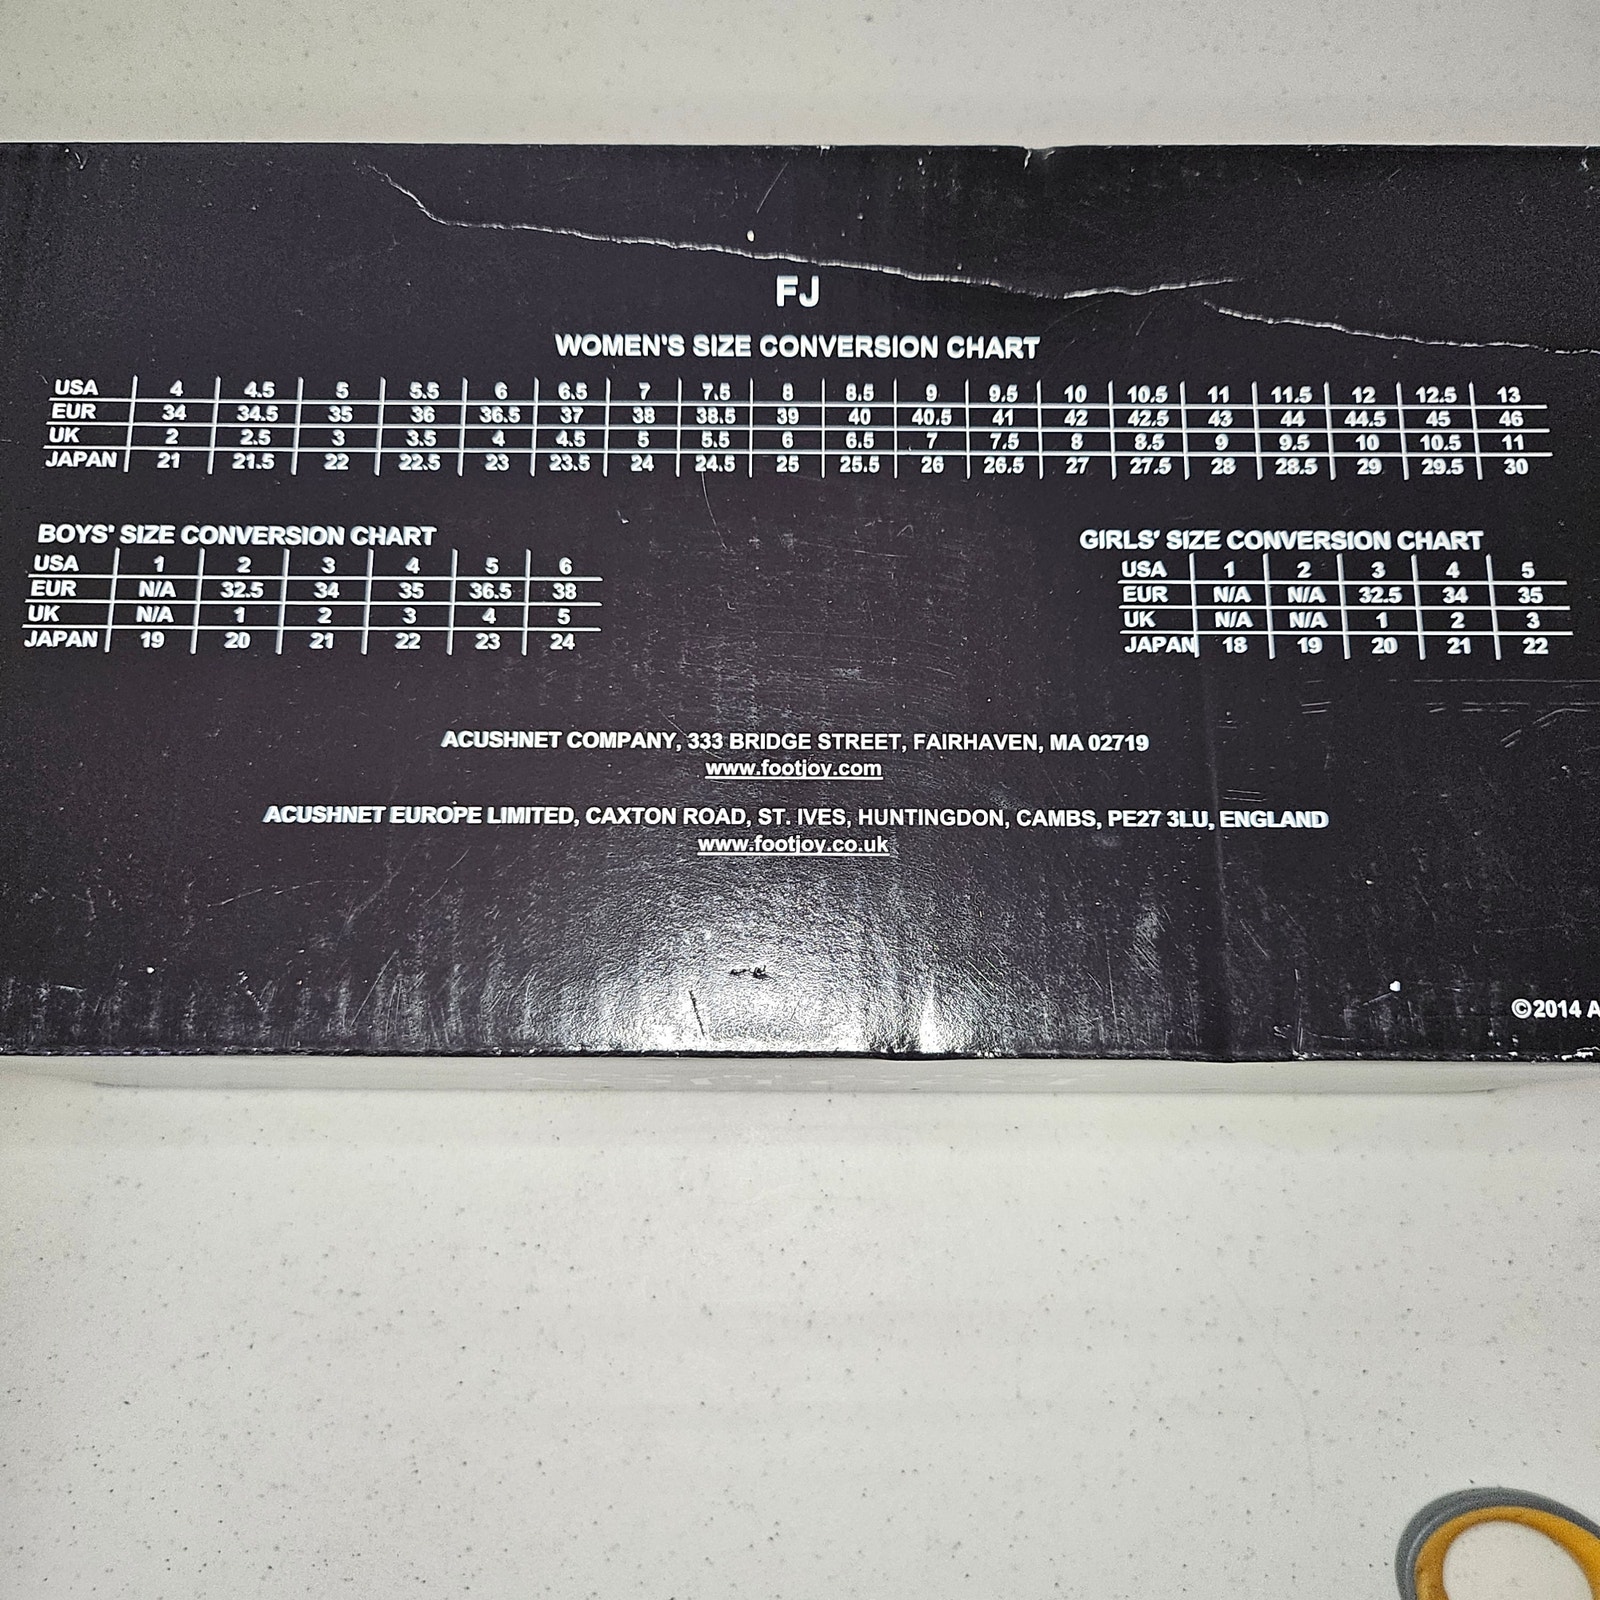 FJ
WOMEN'S SIZE CONVERSION CHART
USA 4 4.5 5 5.5 6 6.5 7 7.5 8 8.5 9 9.5 10 10.5 11 11.5 12 12.5 13
EUR 34 34.5 35 36 36.5 37 38 38.5 39 40 40.5 41 42 42.5 43 44 44.5 45 46
UK 2 2.5 3 3.5 4 4.5 5 5.5 6 6.5 7 7.5 8 8.5 9 9.5 10 10.5 11
JAPAN 21 21.5 22 22.5 23 23.5 24 24.5 25 25.5 26 26.5 27 27.5 28 28.5 29 29.5 30
BOYS' SIZE CONVERSION CHART
USA 1 2 3 4 5 6
EUR N/A 32.5 34 35 36.5 38
UK N/A 1 2 3 4 5
JAPAN 19 20 21 22 23 24
GIRLS' SIZE CONVERSION CHART
USA 1 2 3 4 5
EUR N/A N/A 32.5 34 35
UK N/A N/A 1 2 3
JAPAN 18 19 20 21 22
ACUSHNET COMPANY, 333 BRIDGE STREET, FAIRHAVEN, MA 02719
www.footjoy.com
ACUSHNET EUROPE LIMITED, CAXTON ROAD, ST. IVES, HUNTINGDON, CAMBS, PE27 3LU, ENGLAND
www.footjoy.co.uk
©2014 A